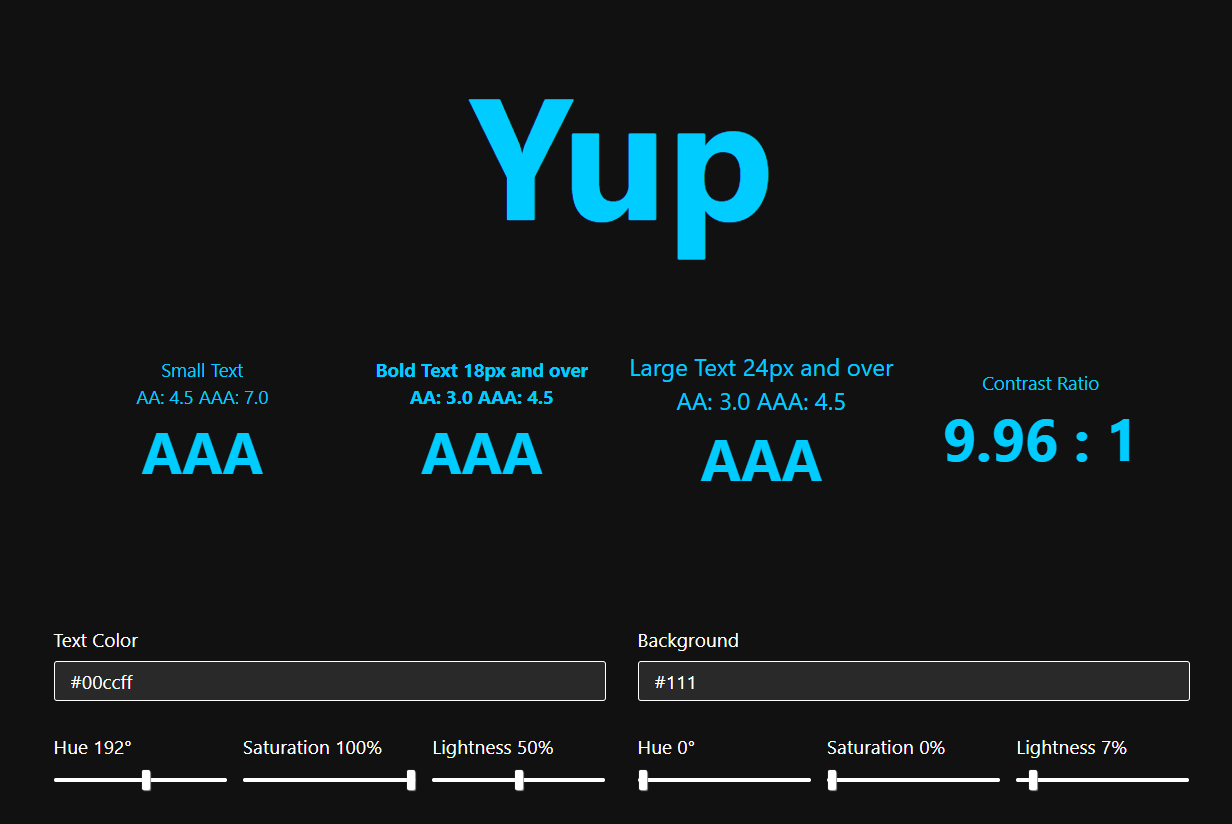 Yup
Small Text
AA: 4.5 AAA: 7.0
AAA
Bold Text 18px and over
AA: 3.0 AAA: 4.5
AAA
Large Text 24px and over
AA: 3.0 AAA: 4.5
AAA
Contrast Ratio
9.96 : 1
Text Color
#00ccff
Hue 192°
Saturation 100%
Lightness 50%
Background
#111
Hue 0°
Saturation 0%
Lightness 7%